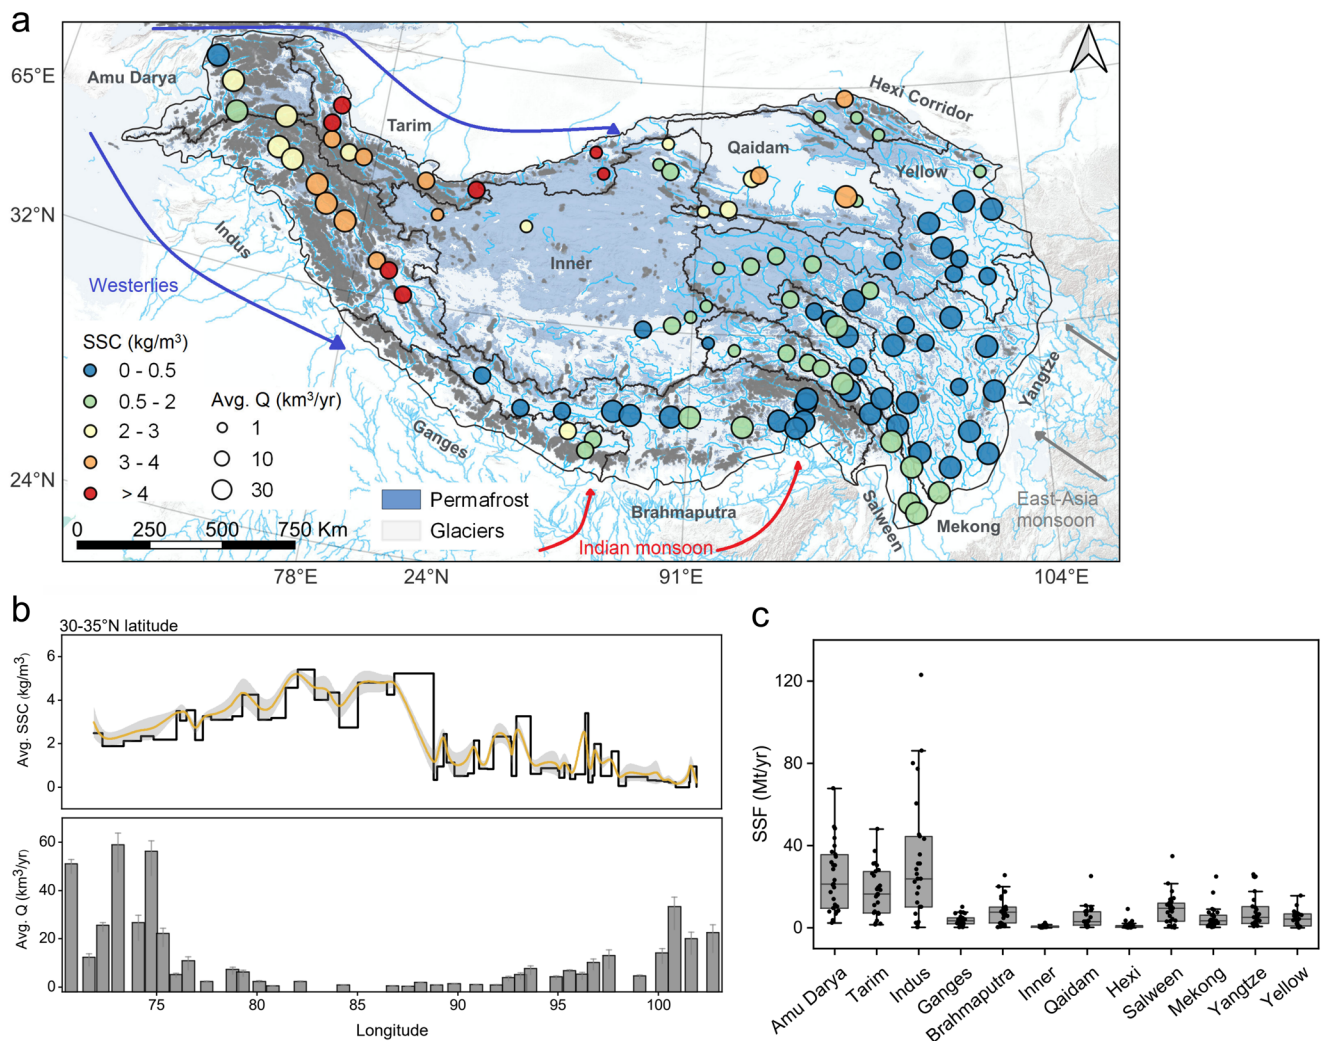 a
65°E
32°N
24°N
78°E
24°N
91°E
104°E
Amu Darya
Tarim
Hexi Corridor
Qaidam
Yellow
Indus
Inner
Westerlies
Yangtze
Ganges
Brahmaputra
Salween
Mekong
East-Asia
monsoon
Indian monsoon
SSC (kg/m³)
0 - 0.5
0.5 - 2
2 - 3
3 - 4
> 4
Avg. Q (km³/yr)
1
10
30
Permafrost
Glaciers
0 250 500 750 Km
b
30-35°N latitude
Avg. SSC (kg/m³)
6
4
2
0
Avg. Q (km³/yr)
60
40
20
0
75 80 85 90 95 100
Longitude
c
SSF (Mt/yr)
120
80
40
0
Amu Darya
Tarim
Indus
Ganges
Brahmaputra
Inner
Qaidam
Hexi
Salween
Mekong
Yangtze
Yellow